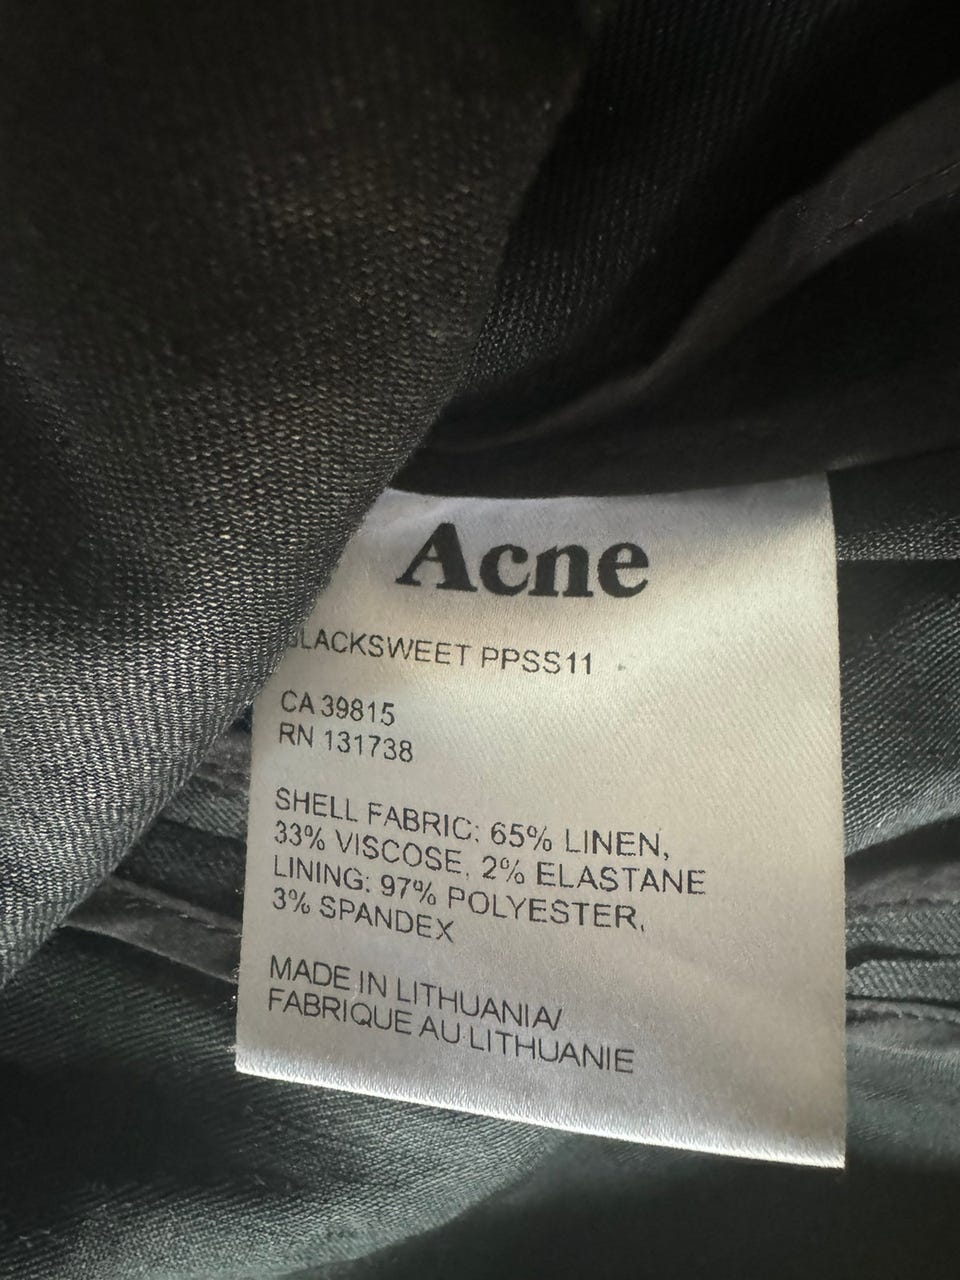 Acne
BLACKSWEET PPSS11
CA 39815
RN 131738
SHELL FABRIC: 65% LINEN,
33% VISCOSE, 2% ELASTANE
LINING: 97% POLYESTER,
3% SPANDEX
MADE IN LITHUANIA/
FABRIQUE AU LITHUANIE